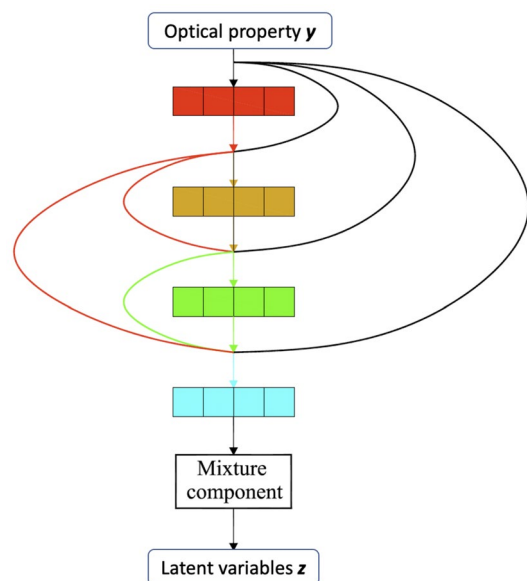 Optical property y
Mixture
component
Latent variables z